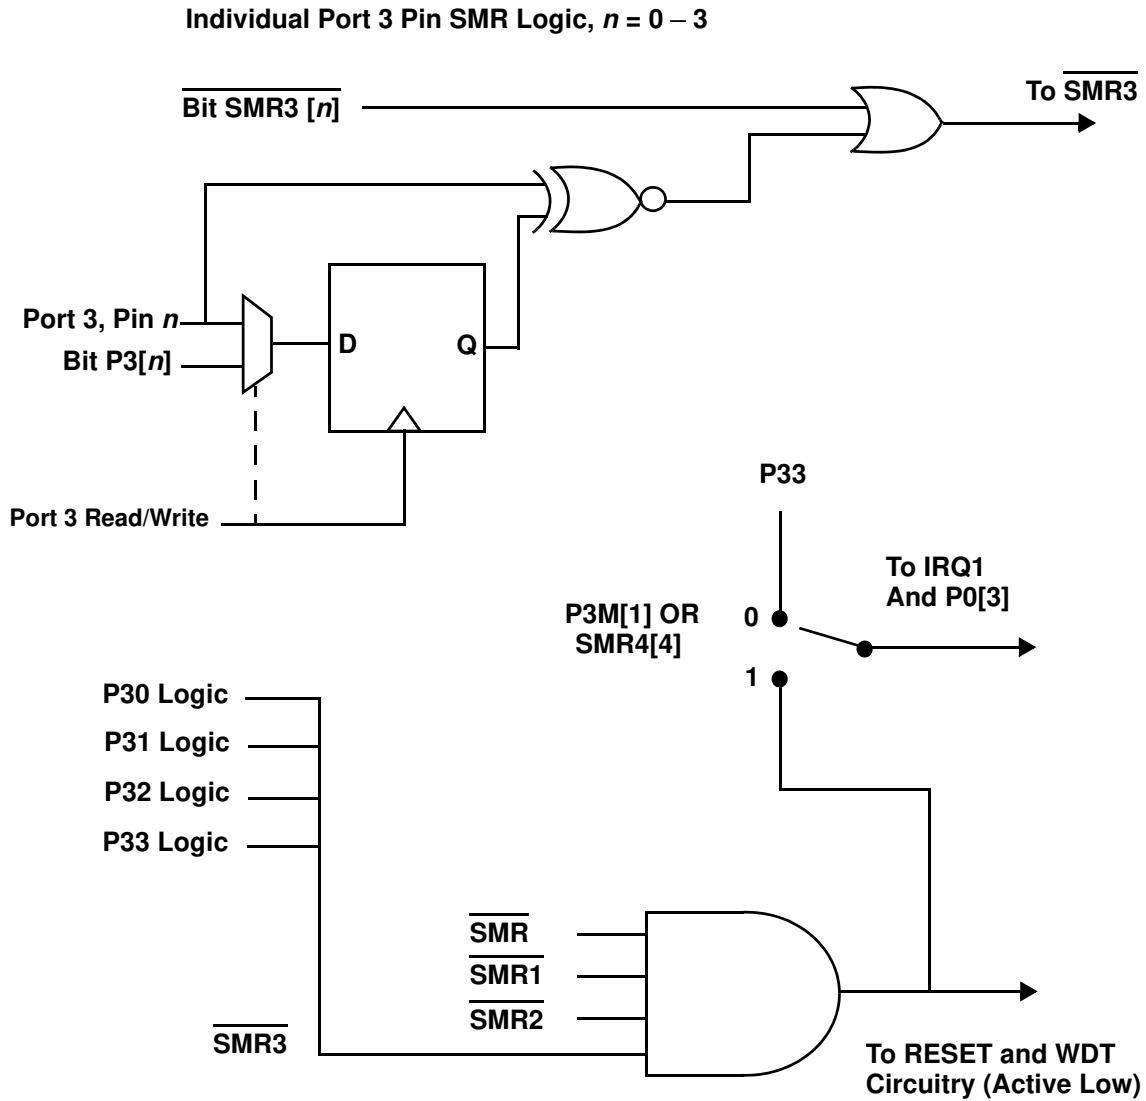 Individual Port 3 Pin SMR Logic, n = 0 – 3
Bit SMR3 [n]
To SMR3
Port 3, Pin n
Bit P3[n]
D
Q
Port 3 Read/Write
P33
To IRQ1
And P0[3]
P3M[1] OR
SMR4[4]
0
1
P30 Logic
P31 Logic
P32 Logic
P33 Logic
SMR
SMR1
SMR2
SMR3
To RESET and WDT
Circuitry (Active Low)